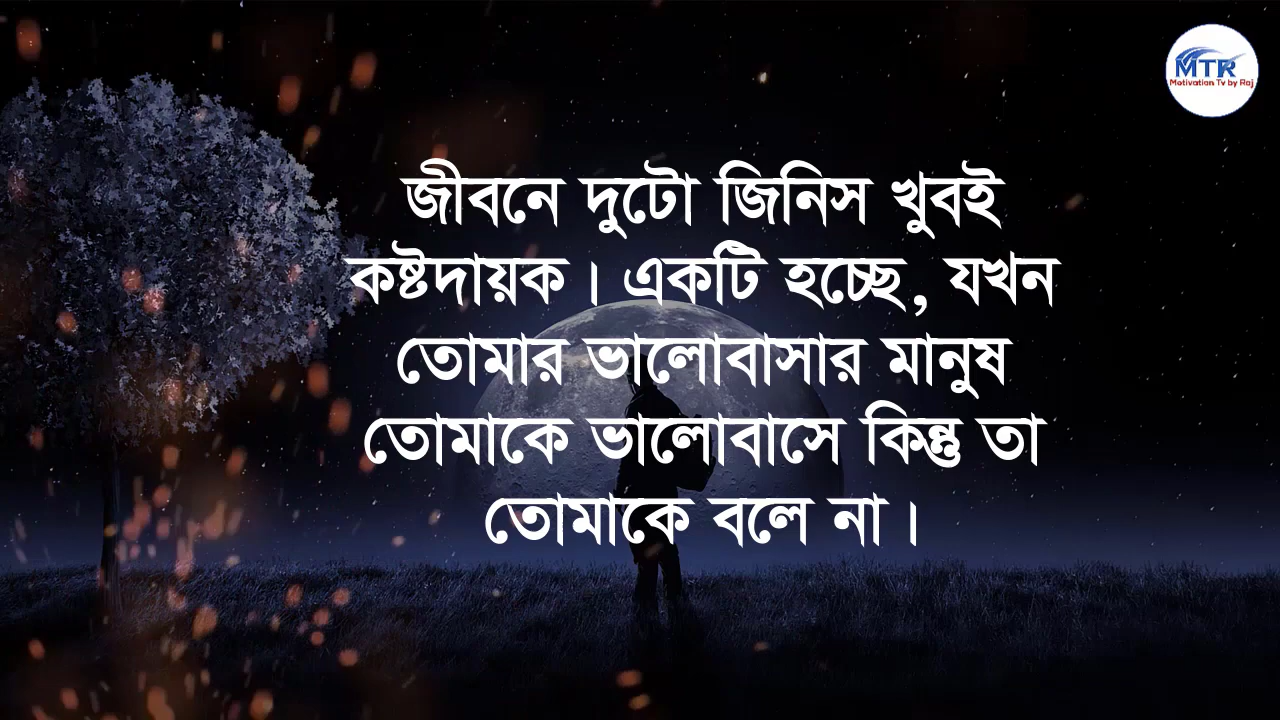 MTR
Motivation Tv by Raj
জীবনে দুটো জিনিস খুবই
কষ্টদায়ক। একটি হচ্ছে, যখন
তোমার ভালোবাসার মানুষ
তোমাকে ভালোবাসে কিন্তু তা
তোমাকে বলে না।